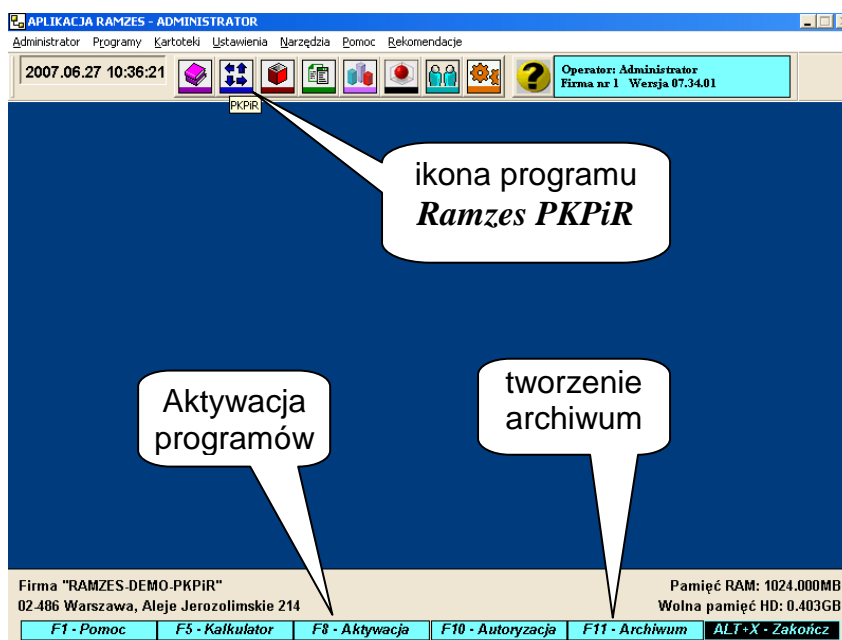 APLIKACJA RAMZES - ADMINISTRATOR
Administrator Programy Kartoteki Ustawienia Narzędzia Pomoc Rekomendacje
2007.06.27 10:36:21
Operator: Administrator
Firma nr 1 Wersja 07.34.01
PKPiR
ikona programu
Ramzes PKPiR
Aktywacja
programów
tworzenie
archiwum
Firma "RAMZES-DEMO-PKPiR"
Pamięć RAM: 1024.000MB
02-486 Warszawa, Aleje Jerozolimskie 214
Wolna pamięć HD: 0.403GB
F1 - Pomoc F5 - Kalkulator F8 - Aktywacja F10 - Autoryzacja F11 - Archiwum ALT+X - Zakończ